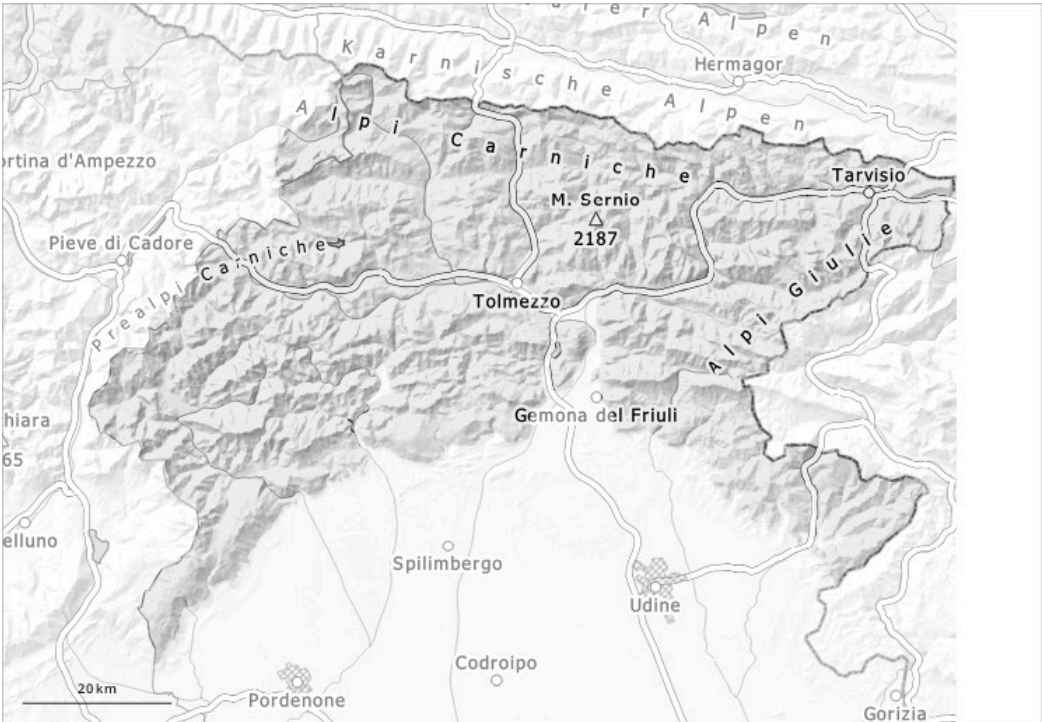 Alpen
Karnische Alpen
Hermagor
Alpi Carniche
ortina d'Ampezzo
Tarvisio
M. Sernio
2187
Pieve di Cadore
Prealpi Carniche
Alpi Giulie
Tolmezzo
Gemona del Friuli
hiara
65
elluno
Spilimbergo
Udine
Codroipo
20 km
Pordenone
Gorizia